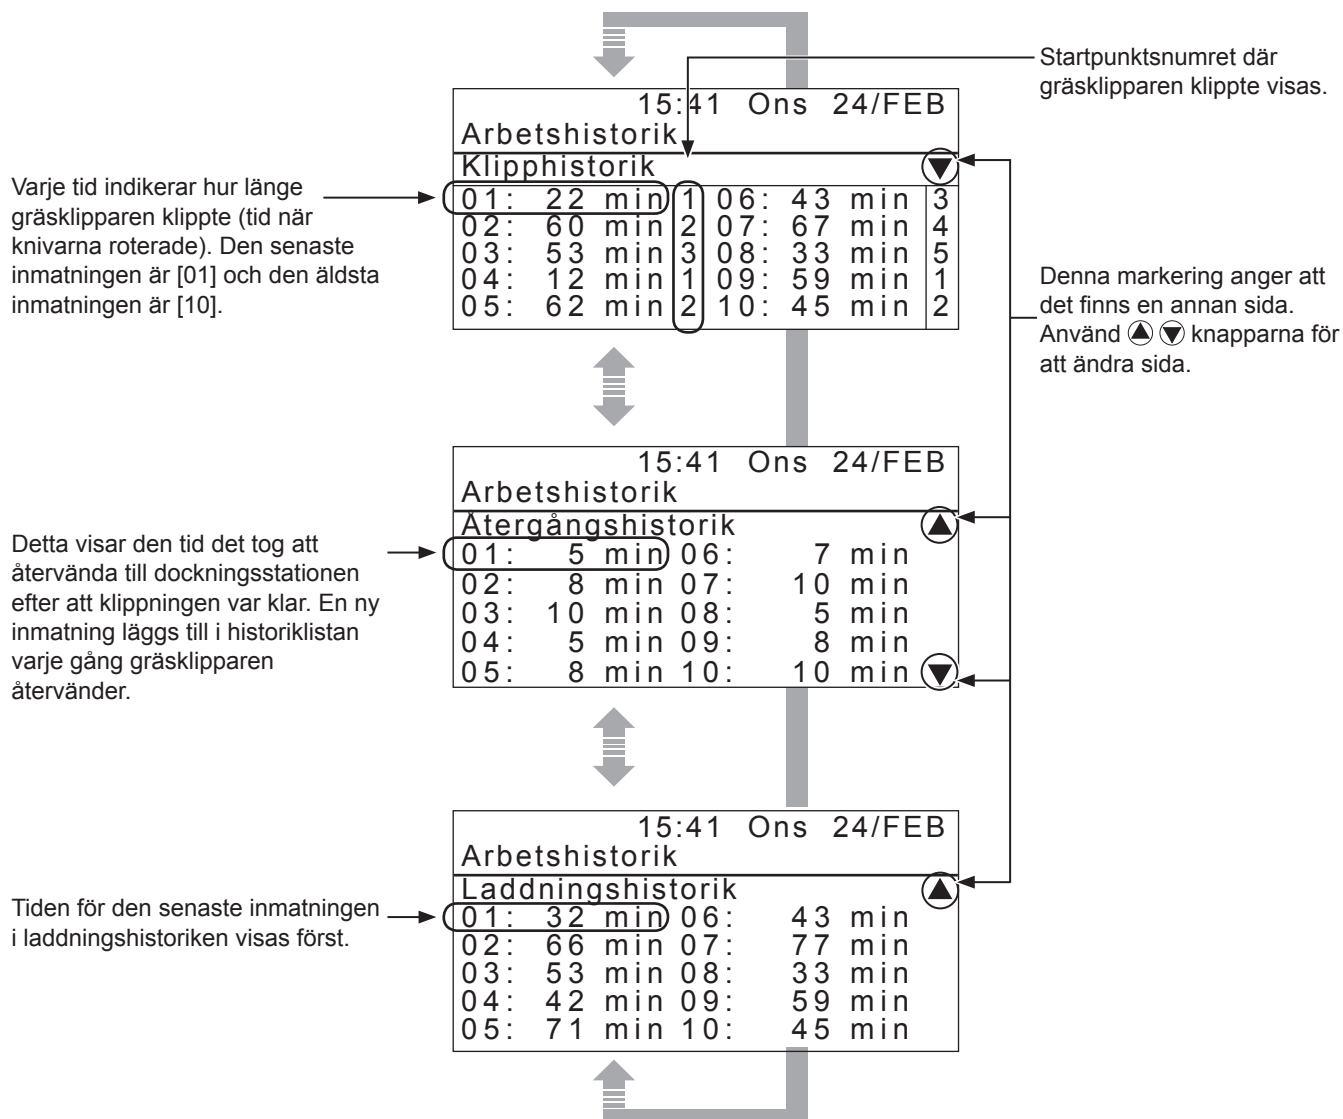 Startpunktsnumret där
gräsklipparen klippte visas.
15:41 Ons 24/FEB
Arbetshistorik
Klipphistorik
01: 22 min 1 06: 43 min 3
02: 60 min 2 07: 67 min 4
03: 53 min 3 08: 33 min 5
04: 12 min 1 09: 59 min 1
05: 62 min 2 10: 45 min 2
Varje tid indikerar hur länge
gräsklipparen klippte (tid när
knivarna roterade). Den senaste
inmatningen är [01] och den äldsta
inmatningen är [10].
Denna markering anger att
det finns en annan sida.
Använd ▲ ▼ knapparna för
att ändra sida.
15:41 Ons 24/FEB
Arbetshistorik
Återgångshistorik
01: 5 min 06: 7 min
02: 8 min 07: 10 min
03: 10 min 08: 5 min
04: 5 min 09: 8 min
05: 8 min 10: 10 min
Detta visar den tid det tog att
återvända till dockningsstationen
efter att klippningen var klar. En ny
inmatning läggs till i historiklistan
varje gång gräsklipparen
återvänder.
15:41 Ons 24/FEB
Arbetshistorik
Laddningshistorik
01: 32 min 06: 43 min
02: 66 min 07: 77 min
03: 53 min 08: 33 min
04: 42 min 09: 59 min
05: 71 min 10: 45 min
Tiden för den senaste inmatningen
i laddningshistoriken visas först.